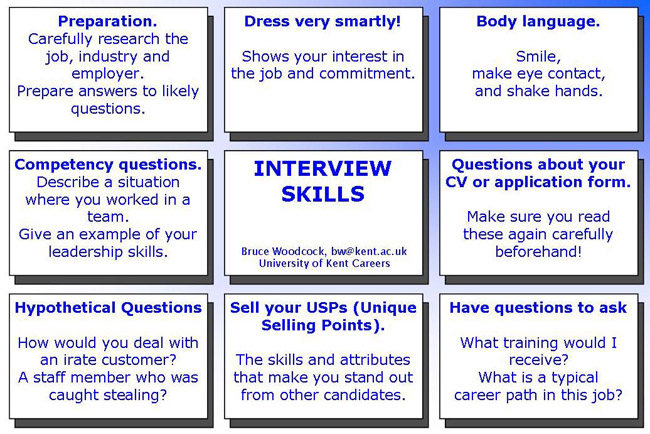 Preparation.
Carefully research the
job, industry and
employer.
Prepare answers to likely
questions.
Dress very smartly!
Shows your interest in
the job and commitment.
Body language.
Smile,
make eye contact,
and shake hands.
Competency questions.
Describe a situation
where you worked in a
team.
Give an example of your
leadership skills.
INTERVIEW
SKILLS
Bruce Woodcock, bw@kent.ac.uk
University of Kent Careers
Questions about your
CV or application form.
Make sure you read
these again carefully
beforehand!
Hypothetical Questions
How would you deal with
an irate customer?
A staff member who was
caught stealing?
Sell your USPs (Unique
Selling Points).
The skills and attributes
that make you stand out
from other candidates.
Have questions to ask
What training would I
receive?
What is a typical
career path in this job?